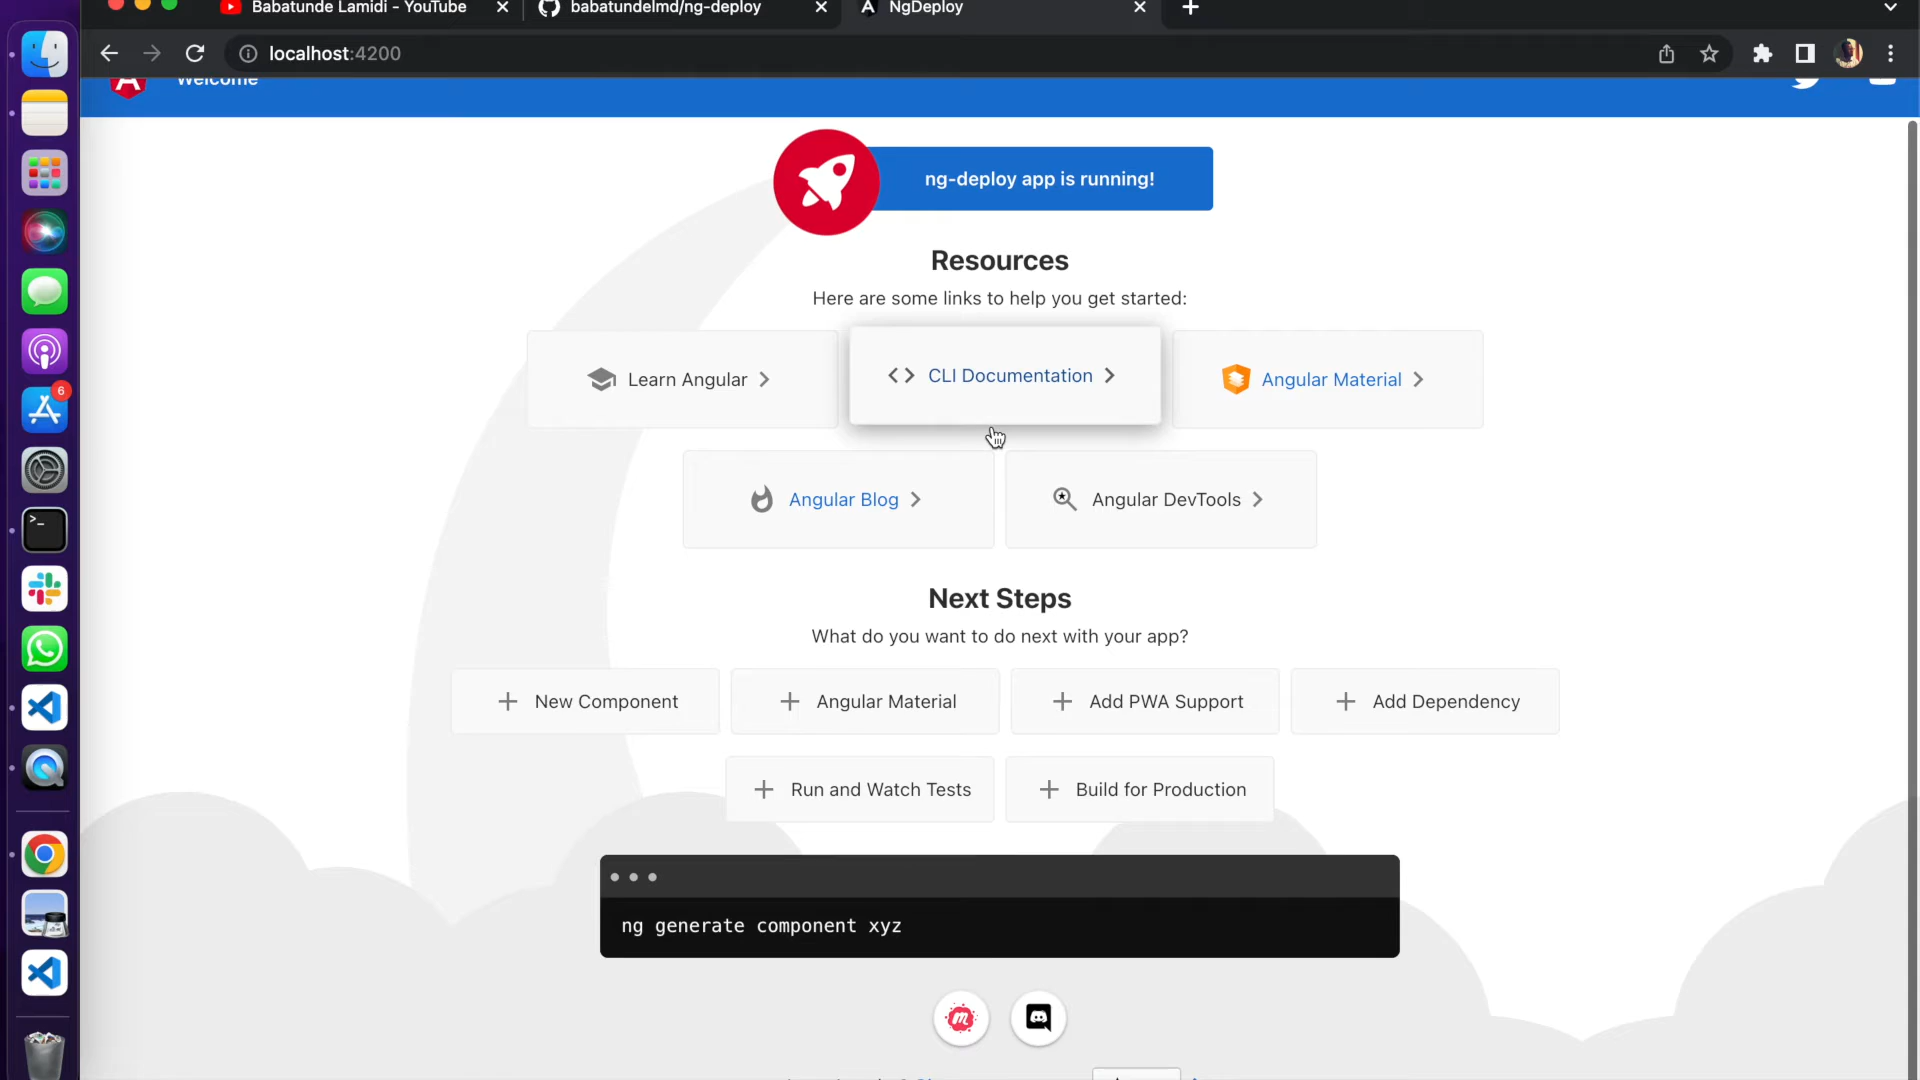 Babatunde Lamidi - YouTube
babatundelmd/ng-deploy
NgDeploy
localhost:4200
Welcome
6
ng-deploy app is running!
Resources
Here are some links to help you get started:
Learn Angular
CLI Documentation
Angular Material
Angular Blog
Angular DevTools
Next Steps
What do you want to do next with your app?
New Component
Angular Material
Add PWA Support
Add Dependency
Run and Watch Tests
Build for Production
ng generate component xyz